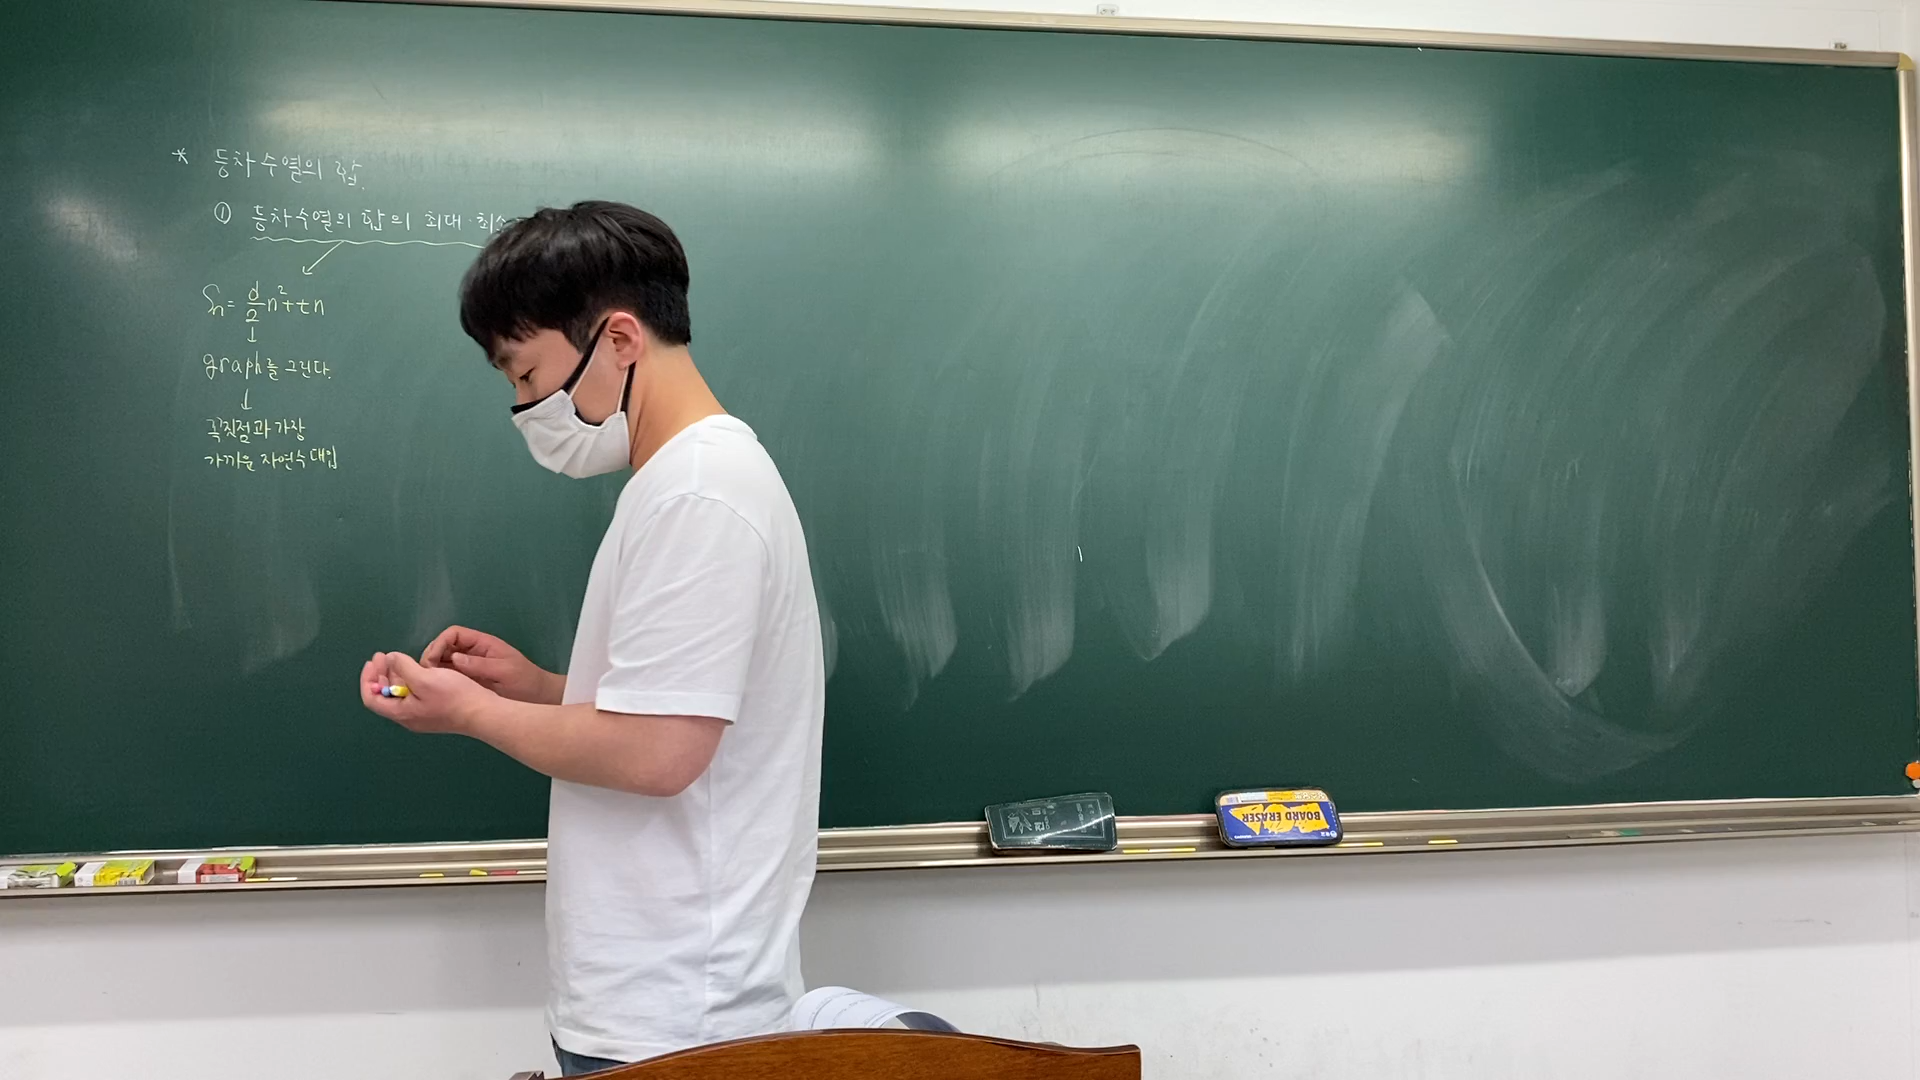 * 등차수열의 합.
① 등차수열의 합의 최대·최소
Sn = d/2 n²+tn
↓
graph를 그린다.
↓
꼭짓점과 가장
가까운 자연수 대입
BOARD ERASER